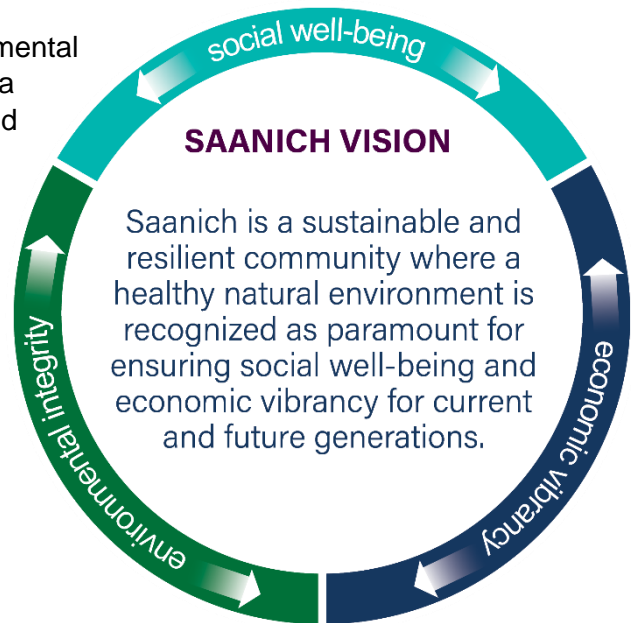 mental
a
d
social well-being
SAANICH VISION
Saanich is a sustainable and
resilient community where a
healthy natural environment is
recognized as paramount for
ensuring social well-being and
economic vibrancy for current
and future generations.
environmental integrity
economic vibrancy